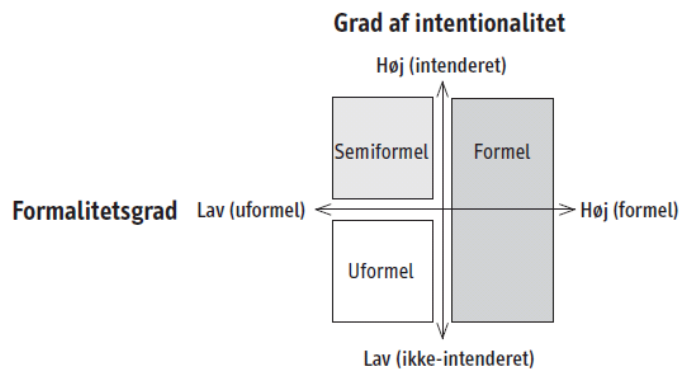 Grad af intentionalitet
Høj (intenderet)
Semiformel
Formel
Formalitetsgrad
Lav (uformel)
Høj (formel)
Uformel
Lav (ikke-intenderet)